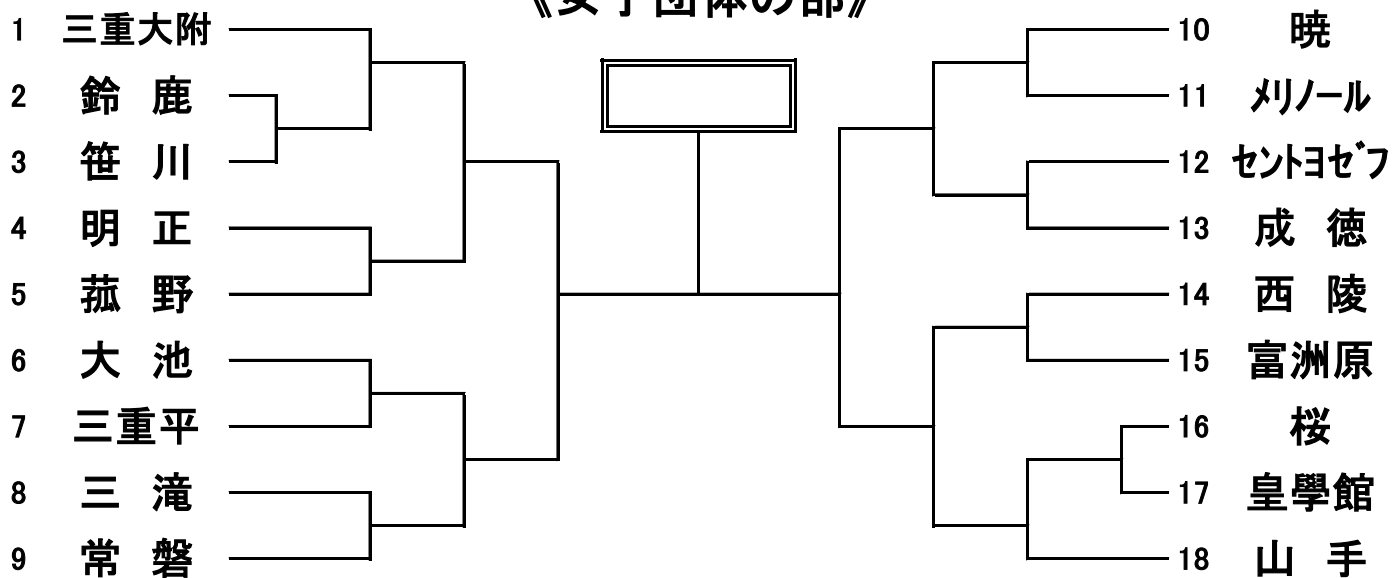 《女子団体の部》
1 三重大附
2 鈴 鹿
3 笹 川
4 明 正
5 菰 野
6 大 池
7 三重平
8 三 滝
9 常 磐
10 暁
11 ﾒﾘﾉｰﾙ
12 ｾﾝﾄﾖｾﾞﾌ
13 成 徳
14 西 陵
15 富洲原
16 桜
17 皇學館
18 山 手